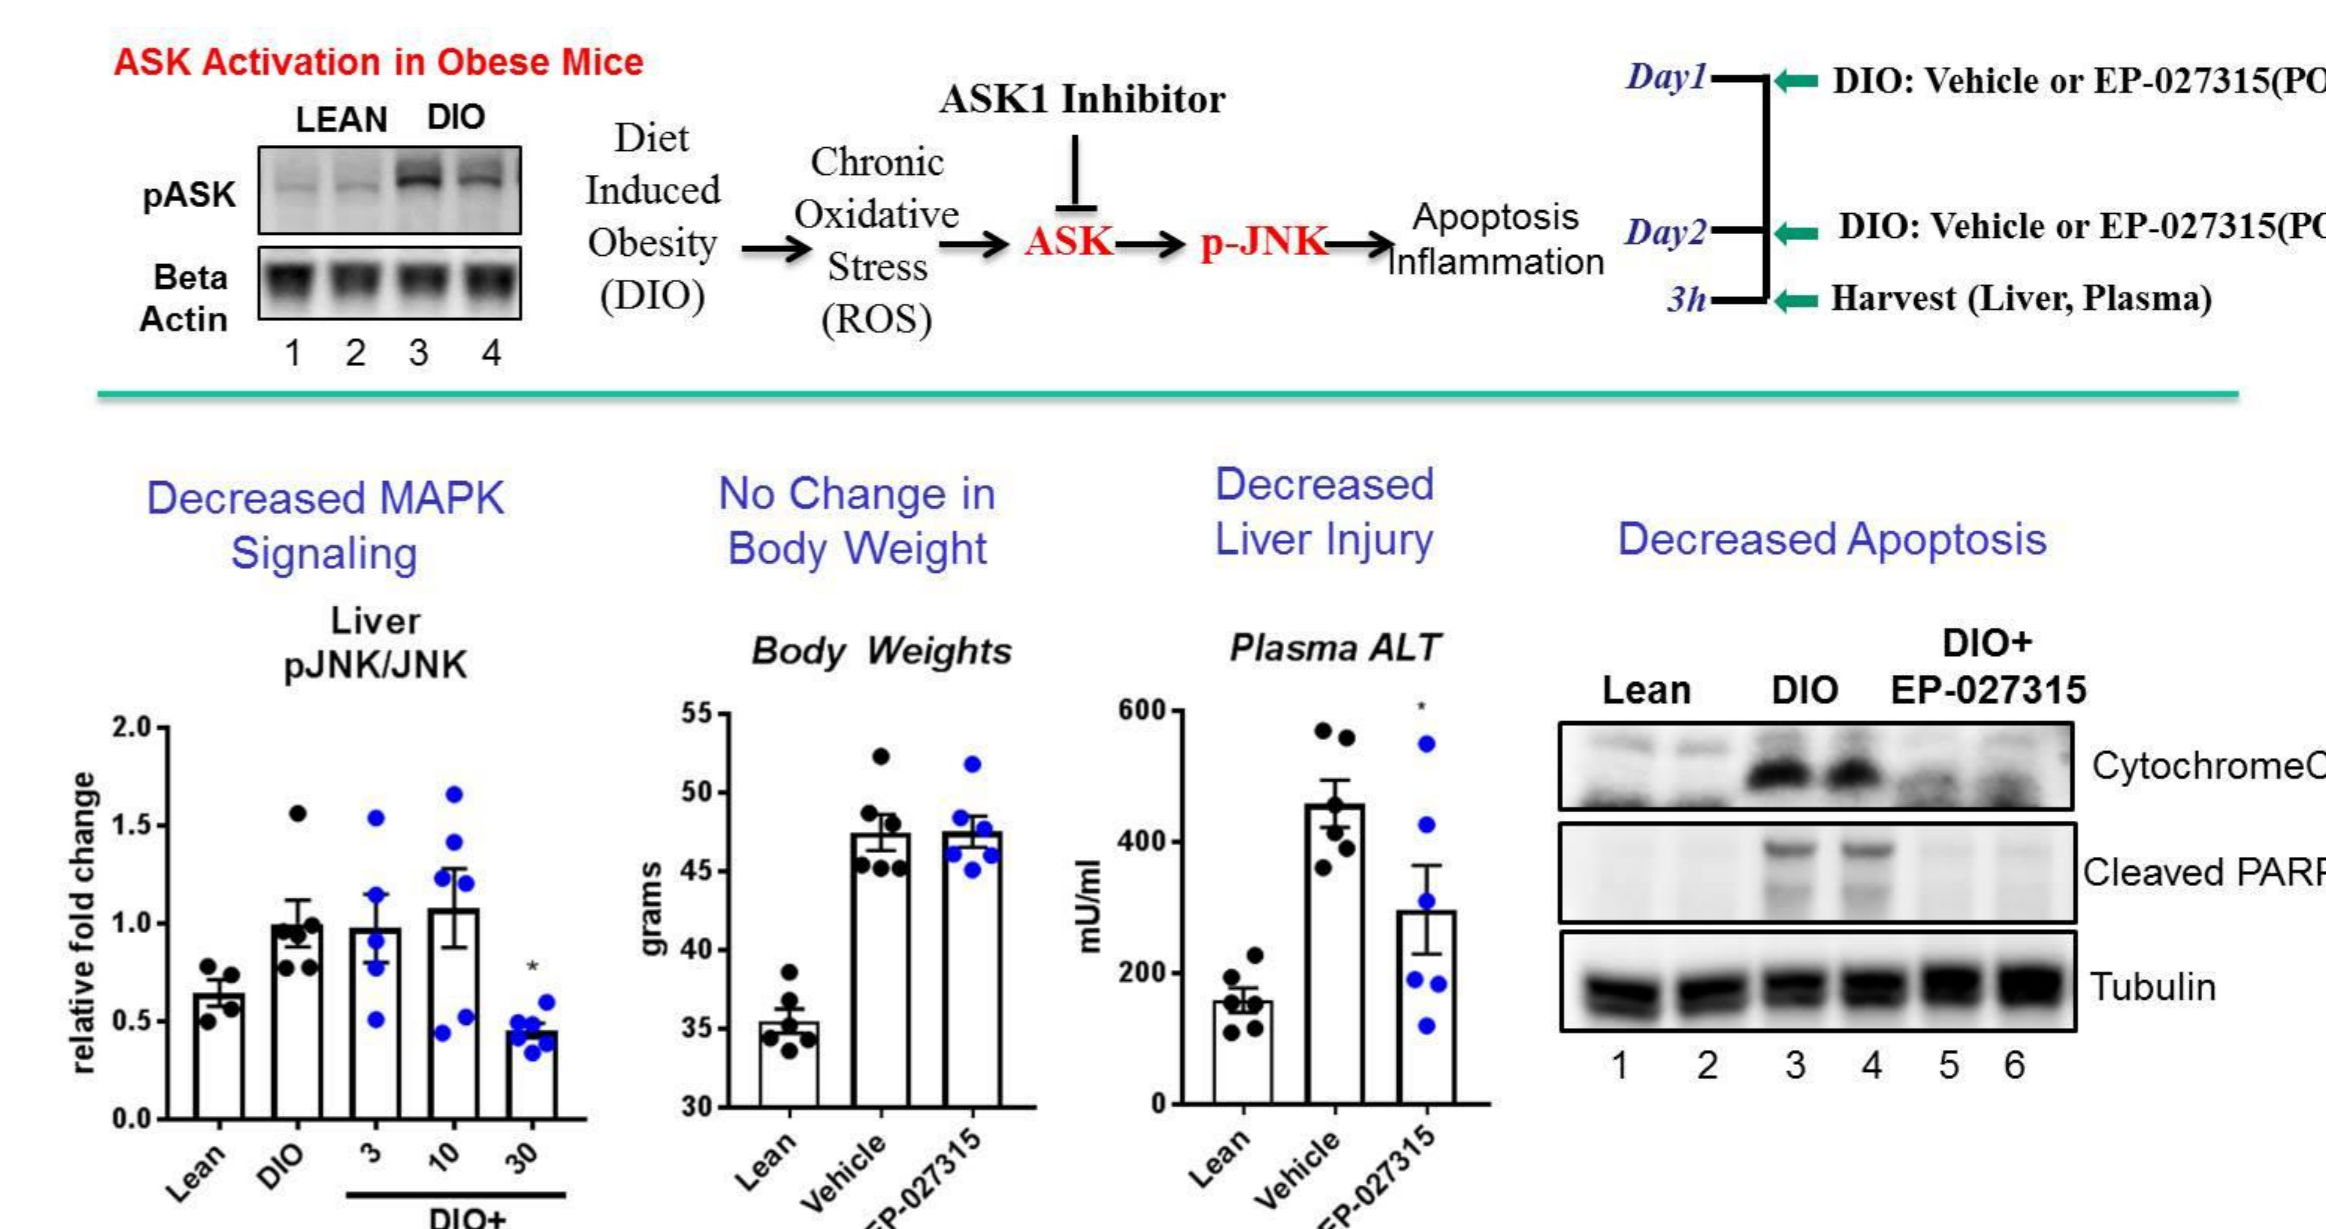 ASK Activation in Obese Mice
LEAN DIO
pASK
Beta
Actin
1 2 3 4
Diet
Induced
Obesity
(DIO)
Chronic
Oxidative
Stress
(ROS)
ASK1 Inhibitor
ASK
p-JNK
Apoptosis
Inflammation
Day1
DIO: Vehicle or EP-027315(PO
Day2
DIO: Vehicle or EP-027315(PO
3h
Harvest (Liver, Plasma)
Decreased MAPK
Signaling
Liver
pJNK/JNK
relative fold change
2.0
1.5
1.0
0.5
0.0
*
Lean
DIO
3
10
30
DIO+
No Change in
Body Weight
Body Weights
grams
55
50
45
40
35
30
Lean
Vehicle
EP-027315
Decreased
Liver Injury
Plasma ALT
mU/ml
600
400
200
0
*
Lean
Vehicle
EP-027315
Decreased Apoptosis
DIO+
Lean DIO EP-027315
CytochromeC
Cleaved PARP
Tubulin
1 2 3 4 5 6